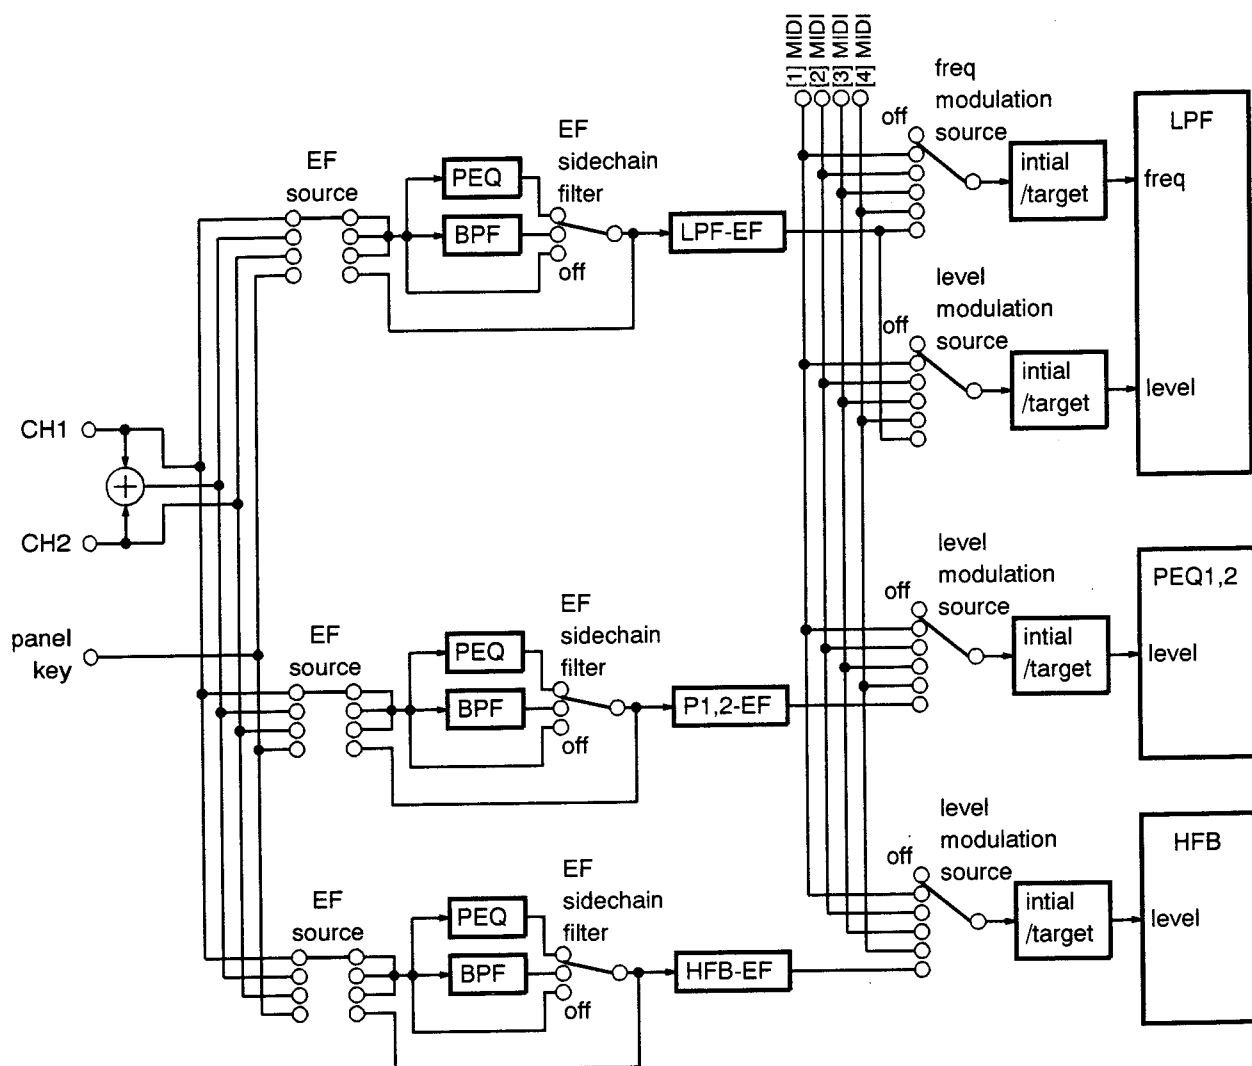 [1] MIDI
[2] MIDI
[3] MIDI
[4] MIDI
freq
modulation
source
off
LPF
EF
sidechain
filter
EF
source
PEQ
BPF
off
LPF-EF
intial
/target
freq
level
modulation
source
off
intial
/target
level
CH1
CH2
panel
key
EF
source
PEQ
BPF
EF
sidechain
filter
off
P1,2-EF
level
modulation
source
off
intial
/target
PEQ1,2
level
EF
source
PEQ
BPF
EF
sidechain
filter
off
HFB-EF
level
modulation
source
off
intial
/target
HFB
level